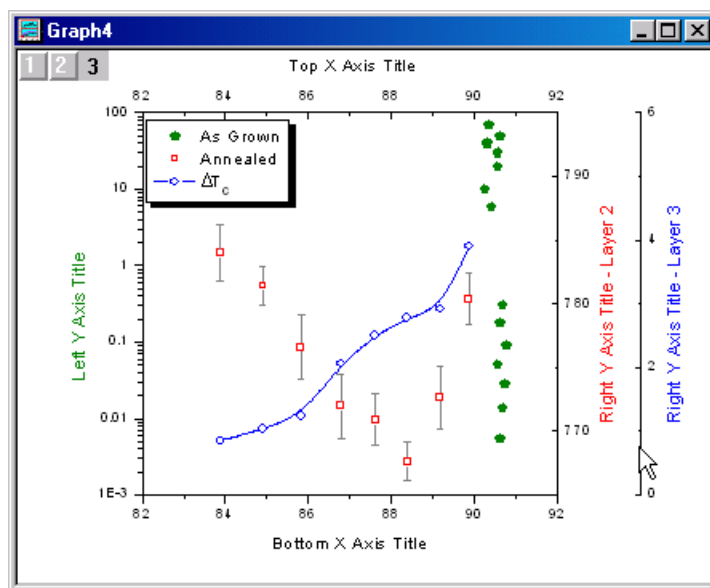 Graph4
1 2 3
Top X Axis Title
82 84 86 88 90 92
100
10
1
0.1
0.01
1E-3
Left Y Axis Title
As Grown
Annealed
ΔTc
790
780
770
Right Y Axis Title - Layer 2
6
4
2
0
Right Y Axis Title - Layer 3
82 84 86 88 90 92
Bottom X Axis Title